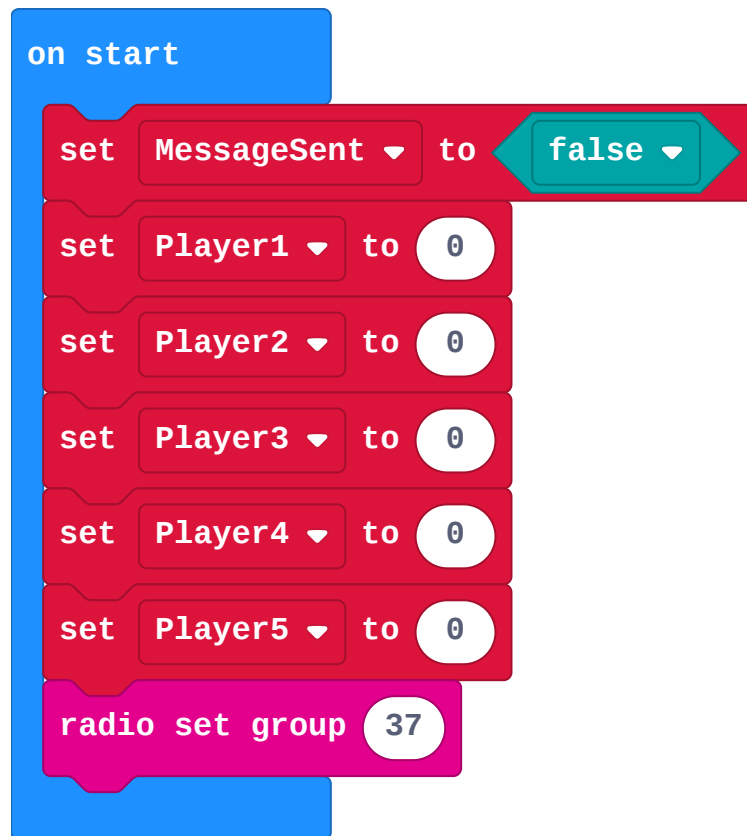 on start
set MessageSent to false
set Player1 to 0
set Player2 to 0
set Player3 to 0
set Player4 to 0
set Player5 to 0
radio set group 37